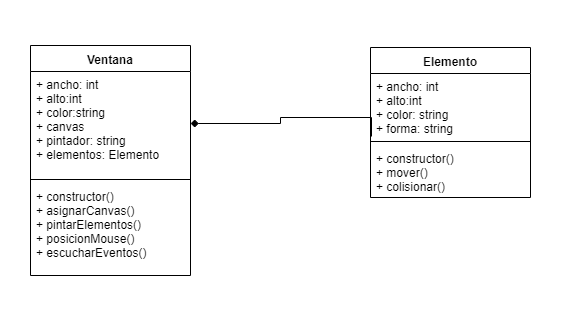 Ventana
+ ancho: int
+ alto:int
+ color:string
+ canvas
+ pintador: string
+ elementos: Elemento
+ constructor()
+ asignarCanvas()
+ pintarElementos()
+ posicionMouse()
+ escucharEventos()
Elemento
+ ancho: int
+ alto:int
+ color: string
+ forma: string
+ constructor()
+ mover()
+ colisionar()